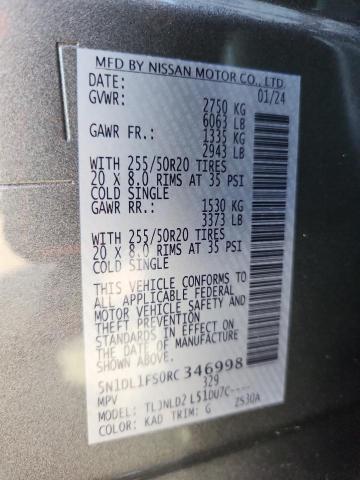 MFD BY NISSAN MOTOR CO., LTD.
DATE: 01/24
GVWR: 2750 KG
6063 LB
GAWR FR.: 1335 KG
2943 LB
WITH 255/50R20 TIRES
20 X 8.0 RIMS AT 35 PSI
COLD SINGLE
GAWR RR.: 1530 KG
3373 LB
WITH 255/50R20 TIRES
20 X 8.0 RIMS AT 35 PSI
COLD SINGLE
THIS VEHICLE CONFORMS TO
ALL APPLICABLE FEDERAL
MOTOR VEHICLE SAFETY AND
THEFT PREVENTION
STANDARDS IN EFFECT ON
THE DATE OF MANUFACTURE
SHOWN ABOVE.
5N1DL1FS0RC346998
MPV 329
MODEL: TLJNLD2 L51DU7C----
COLOR: KAD TRIM: G 2S30A